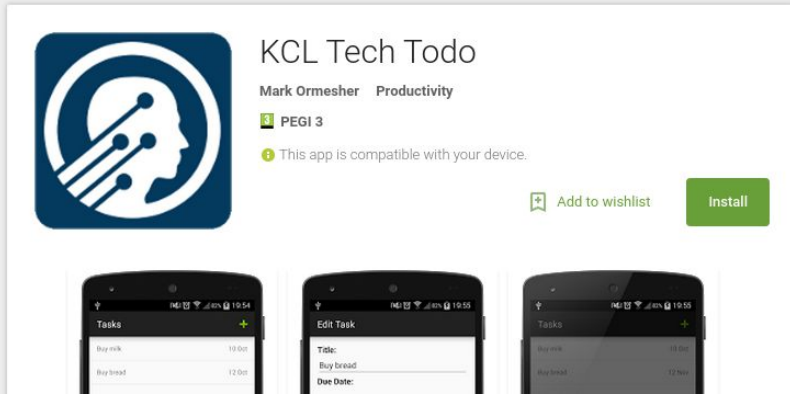 KCL Tech Todo
Mark Ormesher Productivity
3 PEGI 3
This app is compatible with your device.
Add to wishlist Install
19:54
Tasks
Buy milk 10 Oct
Buy bread 12 Oct
19:55
Edit Task
Title:
Buy bread
Due Date:
19:55
Tasks
Buy milk 10 Oct
Buy bread 12 Nov